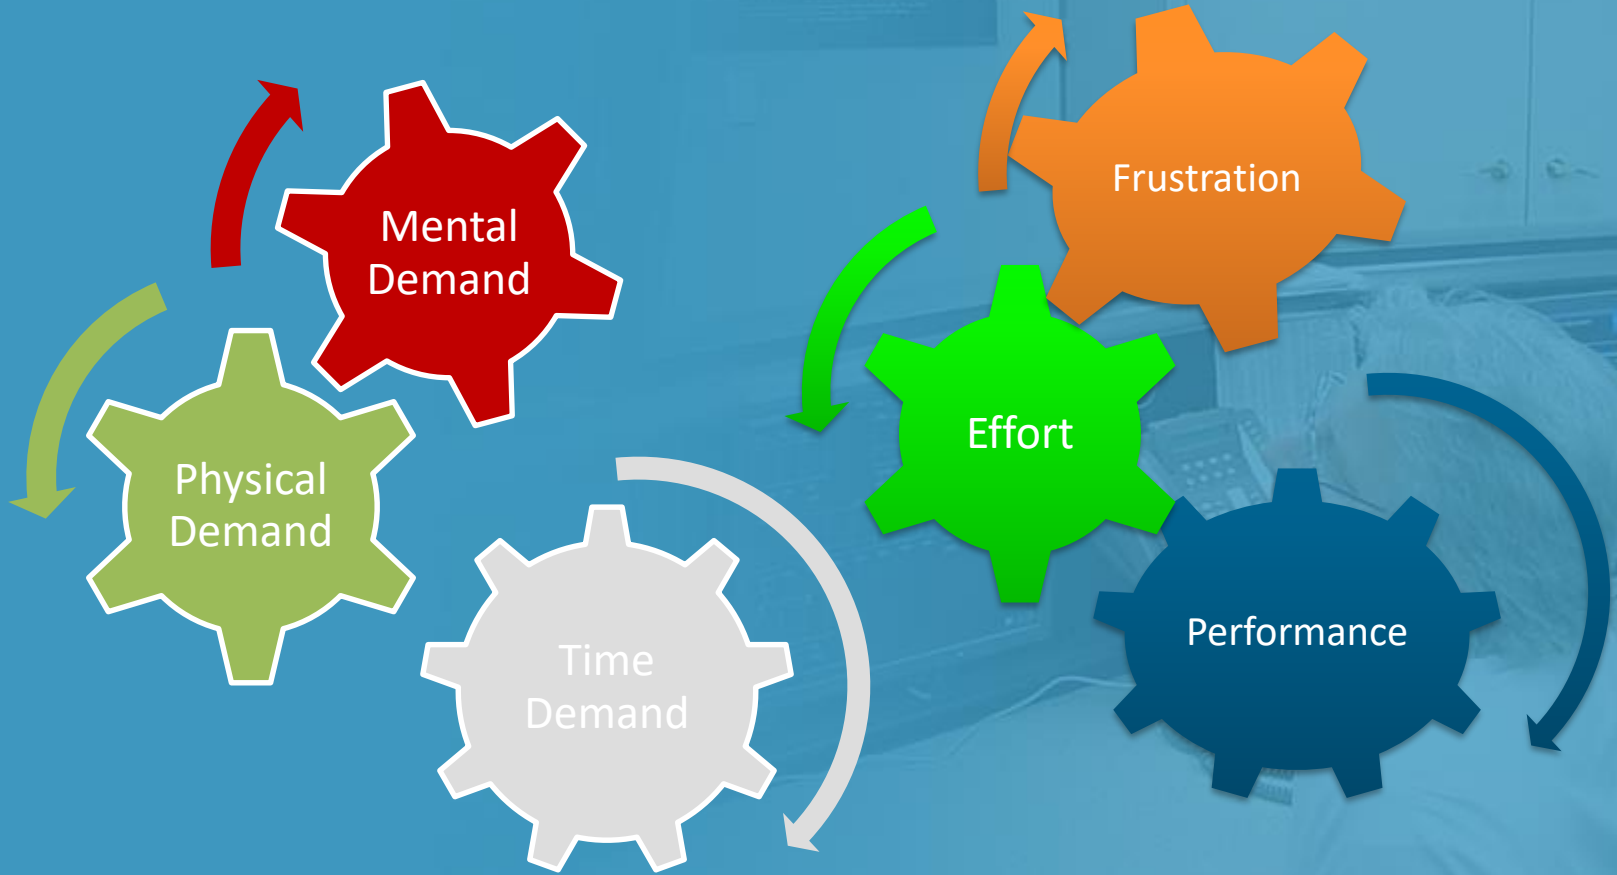 Mental
Demand
Physical
Demand
Time
Demand
Frustration
Effort
Performance